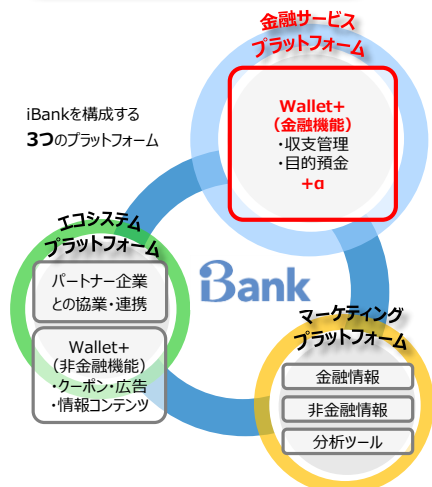 金融サービス
プラットフォーム
Wallet+
（金融機能）
・収支管理
・目的預金
+α
iBankを構成する
3つのプラットフォーム
エコシステム
プラットフォーム
パートナー企業
との協業・連携
Wallet+
（非金融機能）
・クーポン・広告
・情報コンテンツ
iBank
マーケティング
プラットフォーム
金融情報
非金融情報
分析ツール